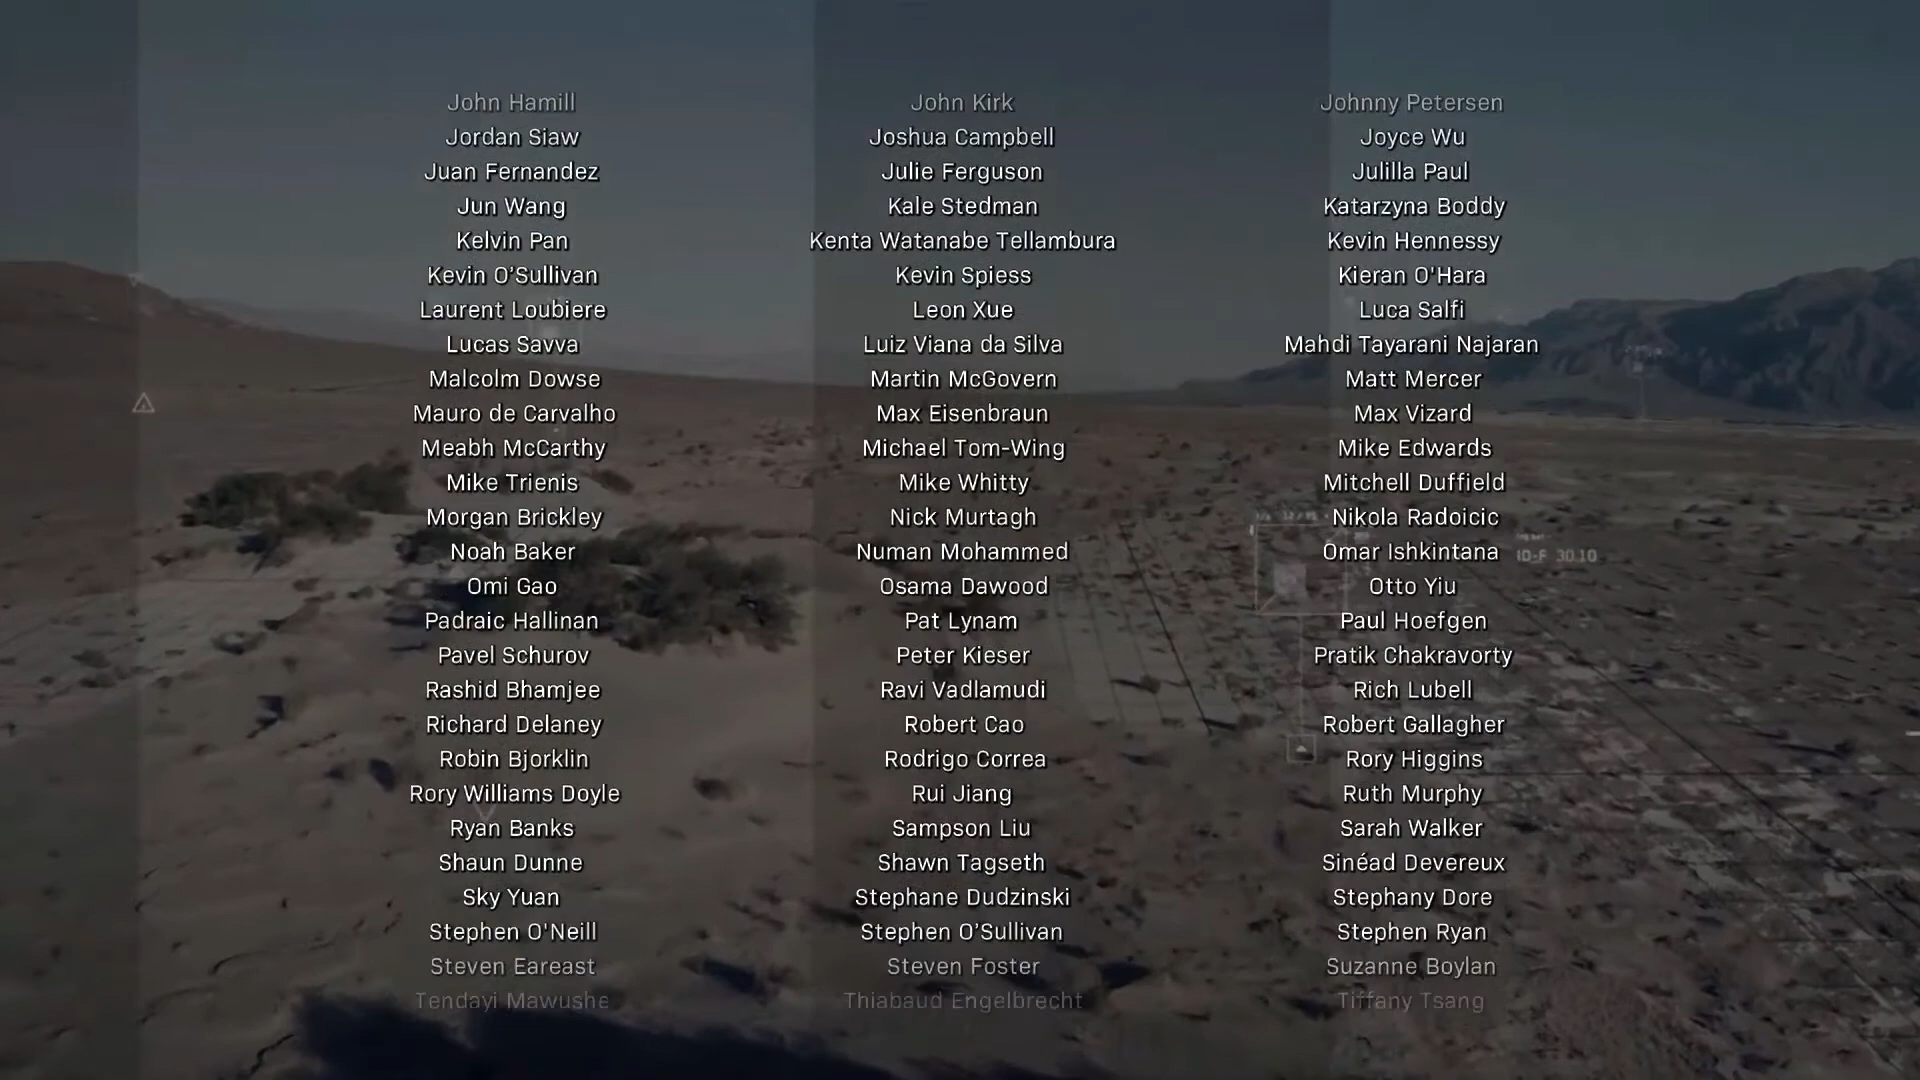 John Hamill John Kirk Johnny Petersen
Jordan Siaw Joshua Campbell Joyce Wu
Juan Fernandez Julie Ferguson Julilla Paul
Jun Wang Kale Stedman Katarzyna Boddy
Kelvin Pan Kenta Watanabe Tellambura Kevin Hennessy
Kevin O’Sullivan Kevin Spiess Kieran O'Hara
Laurent Loubiere Leon Xue Luca Salfi
Lucas Savva Luiz Viana da Silva Mahdi Tayarani Najaran
Malcolm Dowse Martin McGovern Matt Mercer
Mauro de Carvalho Max Eisenbraun Max Vizard
Meabh McCarthy Michael Tom-Wing Mike Edwards
Mike Trienis Mike Whitty Mitchell Duffield
Morgan Brickley Nick Murtagh Nikola Radoicic
Noah Baker Numan Mohammed Omar Ishkintana
ID-F 30.10
Omi Gao Osama Dawood Otto Yiu
Padraic Hallinan Pat Lynam Paul Hoefgen
Pavel Schurov Peter Kieser Pratik Chakravorty
Rashid Bhamjee Ravi Vadlamudi Rich Lubell
Richard Delaney Robert Cao Robert Gallagher
Robin Bjorklin Rodrigo Correa Rory Higgins
Rory Williams Doyle Rui Jiang Ruth Murphy
Ryan Banks Sampson Liu Sarah Walker
Shaun Dunne Shawn Tagseth Sinéad Devereux
Sky Yuan Stephane Dudzinski Stephany Dore
Stephen O'Neill Stephen O’Sullivan Stephen Ryan
Steven Eareast Steven Foster Suzanne Boylan
Tendayi Mawushe Thiabaud Engelbrecht Tiffany Tsang